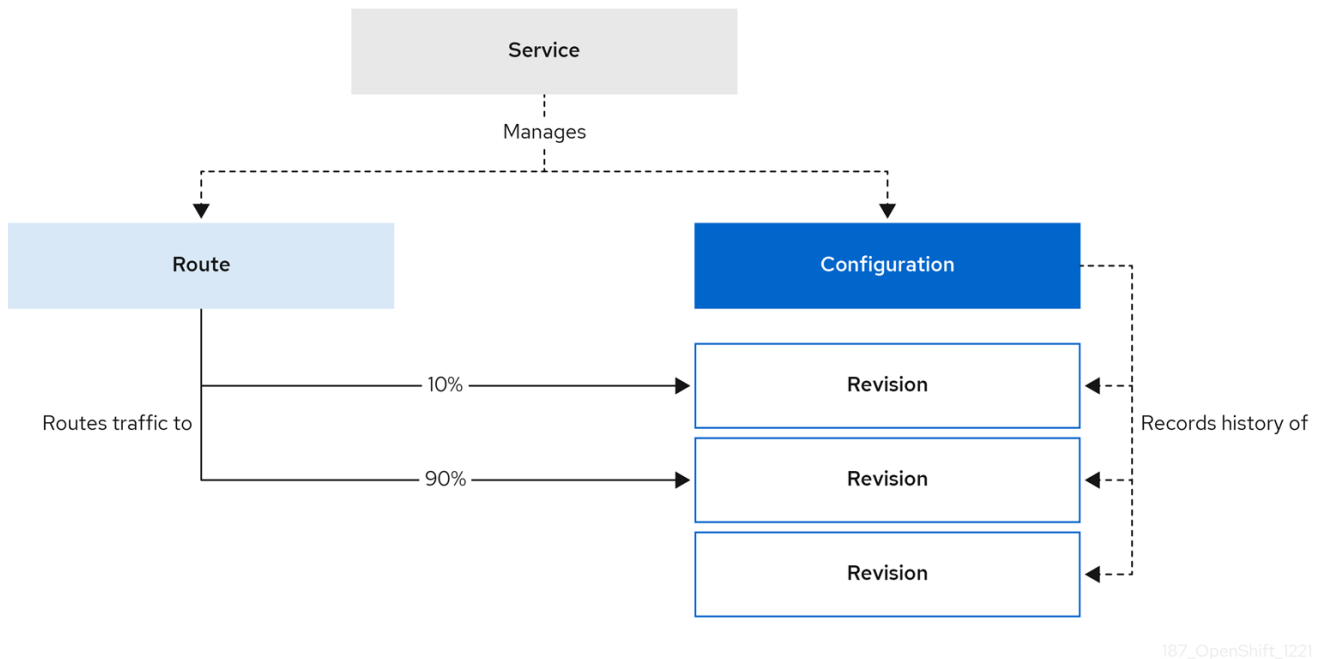 Service
Manages
Route
Configuration
10%
Revision
Routes traffic to
Records history of
90%
Revision
Revision
187_OpenShift_1221